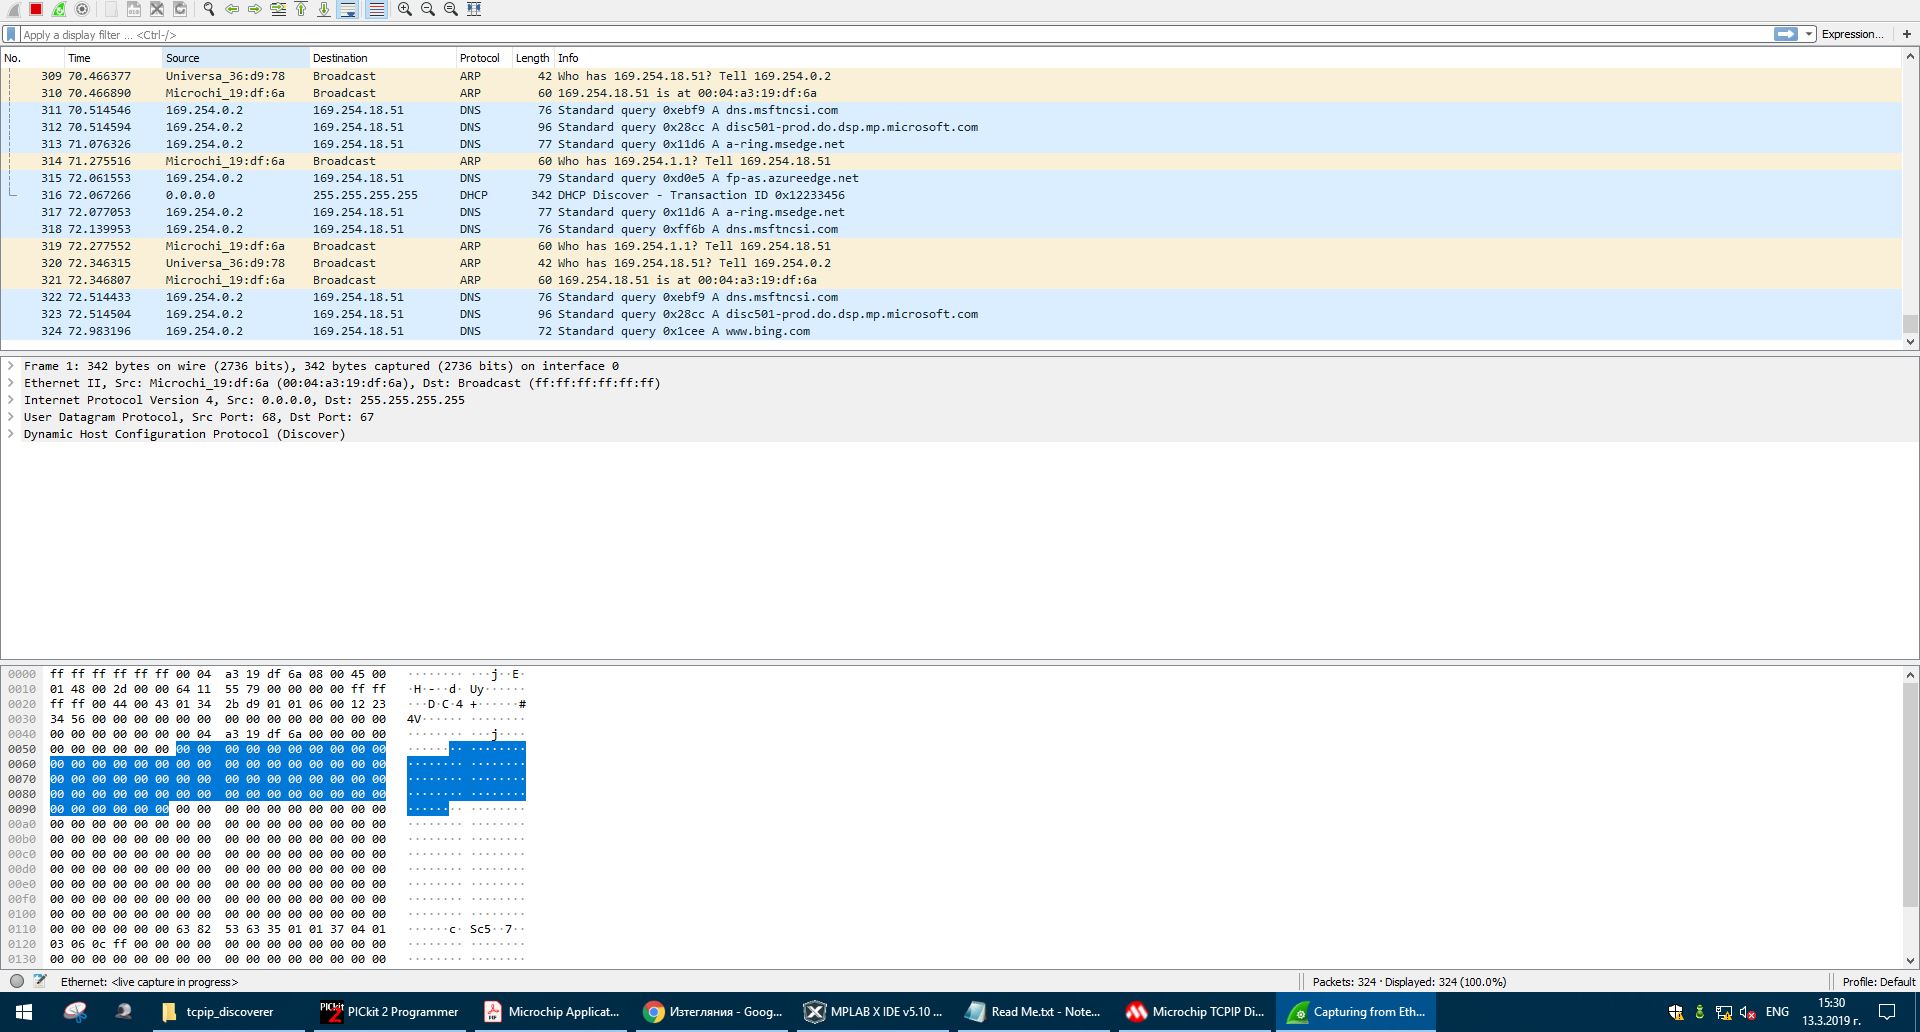 Apply a display filter ... <Ctrl-/> Expression... +
No. Time Source Destination Protocol Length Info
309 70.466377 Universa_36:d9:78 Broadcast ARP 42 Who has 169.254.18.51? Tell 169.254.0.2
310 70.466890 Microchi_19:df:6a Broadcast ARP 60 169.254.18.51 is at 00:04:a3:19:df:6a
311 70.514546 169.254.0.2 169.254.18.51 DNS 76 Standard query 0xebf9 A dns.msftncsi.com
312 70.514594 169.254.0.2 169.254.18.51 DNS 96 Standard query 0x28cc A disc501-prod.do.dsp.mp.microsoft.com
313 71.076326 169.254.0.2 169.254.18.51 DNS 77 Standard query 0x11d6 A a-ring.msedge.net
314 71.275516 Microchi_19:df:6a Broadcast ARP 60 Who has 169.254.1.1? Tell 169.254.18.51
315 72.061553 169.254.0.2 169.254.18.51 DNS 79 Standard query 0xd0e5 A fp-as.azureedge.net
316 72.067266 0.0.0.0 255.255.255.255 DHCP 342 DHCP Discover - Transaction ID 0x12233456
317 72.077053 169.254.0.2 169.254.18.51 DNS 77 Standard query 0x11d6 A a-ring.msedge.net
318 72.139953 169.254.0.2 169.254.18.51 DNS 76 Standard query 0xff6b A dns.msftncsi.com
319 72.277552 Microchi_19:df:6a Broadcast ARP 60 Who has 169.254.1.1? Tell 169.254.18.51
320 72.346315 Universa_36:d9:78 Broadcast ARP 42 Who has 169.254.18.51? Tell 169.254.0.2
321 72.346807 Microchi_19:df:6a Broadcast ARP 60 169.254.18.51 is at 00:04:a3:19:df:6a
322 72.514433 169.254.0.2 169.254.18.51 DNS 76 Standard query 0xebf9 A dns.msftncsi.com
323 72.514504 169.254.0.2 169.254.18.51 DNS 96 Standard query 0x28cc A disc501-prod.do.dsp.mp.microsoft.com
324 72.983196 169.254.0.2 169.254.18.51 DNS 72 Standard query 0x1cee A www.bing.com
Frame 1: 342 bytes on wire (2736 bits), 342 bytes captured (2736 bits) on interface 0
Ethernet II, Src: Microchi_19:df:6a (00:04:a3:19:df:6a), Dst: Broadcast (ff:ff:ff:ff:ff:ff)
Internet Protocol Version 4, Src: 0.0.0.0, Dst: 255.255.255.255
User Datagram Protocol, Src Port: 68, Dst Port: 67
Dynamic Host Configuration Protocol (Discover)
0000 ff ff ff ff ff ff 00 04 a3 19 df 6a 08 00 45 00 ········ ···j··E·
0010 01 48 00 2d 00 00 64 11 55 79 00 00 00 00 ff ff ·H·-··d· Uy······
0020 ff ff 00 44 00 43 01 34 2b d9 01 01 06 00 12 23 ···D·C·4 +······#
0030 34 56 00 00 00 00 00 00 00 00 00 00 00 00 00 00 4V······ ········
0040 00 00 00 00 00 00 00 04 a3 19 df 6a 00 00 00 00 ········ ···j····
0050 00 00 00 00 00 00 00 00 00 00 00 00 00 00 00 00 ········ ········
0060 00 00 00 00 00 00 00 00 00 00 00 00 00 00 00 00 ········ ········
0070 00 00 00 00 00 00 00 00 00 00 00 00 00 00 00 00 ········ ········
0080 00 00 00 00 00 00 00 00 00 00 00 00 00 00 00 00 ········ ········
0090 00 00 00 00 00 00 00 00 00 00 00 00 00 00 00 00 ········ ········
00a0 00 00 00 00 00 00 00 00 00 00 00 00 00 00 00 00 ········ ········
00b0 00 00 00 00 00 00 00 00 00 00 00 00 00 00 00 00 ········ ········
00c0 00 00 00 00 00 00 00 00 00 00 00 00 00 00 00 00 ········ ········
00d0 00 00 00 00 00 00 00 00 00 00 00 00 00 00 00 00 ········ ········
00e0 00 00 00 00 00 00 00 00 00 00 00 00 00 00 00 00 ········ ········
00f0 00 00 00 00 00 00 00 00 00 00 00 00 00 00 00 00 ········ ········
0100 00 00 00 00 00 00 00 00 00 00 00 00 00 00 00 00 ········ ········
0110 00 00 00 00 00 00 63 82 53 63 35 01 01 37 04 01 ······c· Sc5··7··
0120 03 06 0c ff 00 00 00 00 00 00 00 00 00 00 00 00 ········ ········
0130 00 00 00 00 00 00 00 00 00 00 00 00 00 00 00 00 ········ ········
Ethernet: <live capture in progress> Packets: 324 · Displayed: 324 (100.0%) Profile: Default
tcpip_discoverer PICkit 2 Programmer Microchip Applicat... Изтегляния - Goog... MPLAB X IDE v5.10 ... Read Me.txt - Note... Microchip TCPIP Di... Capturing from Eth... ENG 15:30
13.3.2019 г.